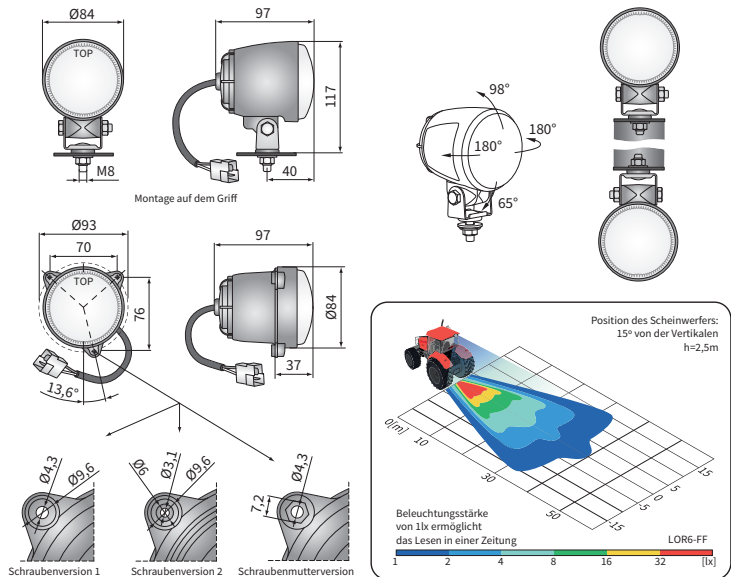 Ø84
TOP
M8
97
117
40
Montage auf dem Griff
98°
180°
180°
65°
Ø93
70
TOP
76
13,6°
97
Ø84
37
Ø4,3
Ø9,6
Schraubenversion 1
Ø6
Ø3,1
Ø9,6
Schraubenversion 2
Ø4,3
7,2
Schraubenmutterversion
Position des Scheinwerfers:
15º von der Vertikalen
h=2,5m
0[m]
10
30
50
15
5
0
-5
-15
Beleuchtungsstärke
von 1lx ermöglicht
das Lesen in einer Zeitung
LOR6-FF
1 2 4 8 16 32 [lx]